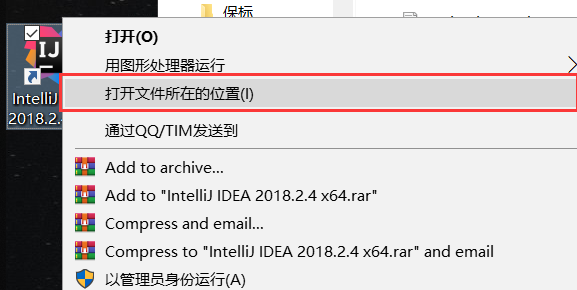 保标
打开(O)
用图形处理器运行
打开文件所在的位置(I)
通过QQ/TIM发送到
Add to archive...
Add to "IntelliJ IDEA 2018.2.4 x64.rar"
Compress and email...
Compress to "IntelliJ IDEA 2018.2.4 x64.rar" and email
以管理员身份运行(A)
IJ
IntelliJ
2018.2.4